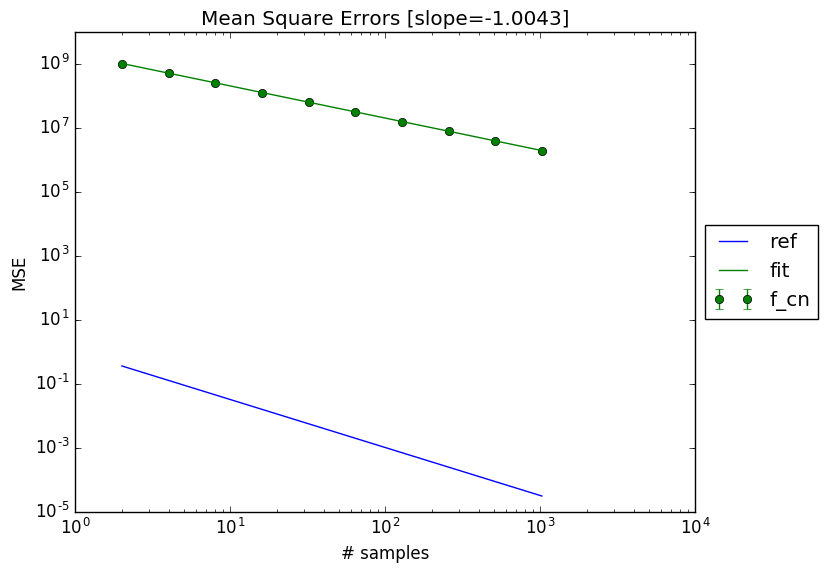 Mean Square Errors [slope=-1.0043]
10^9
10^7
10^5
10^3
10^1
10^-1
10^-3
10^-5
MSE
10^0 10^1 10^2 10^3 10^4
# samples
ref
fit
f_cn